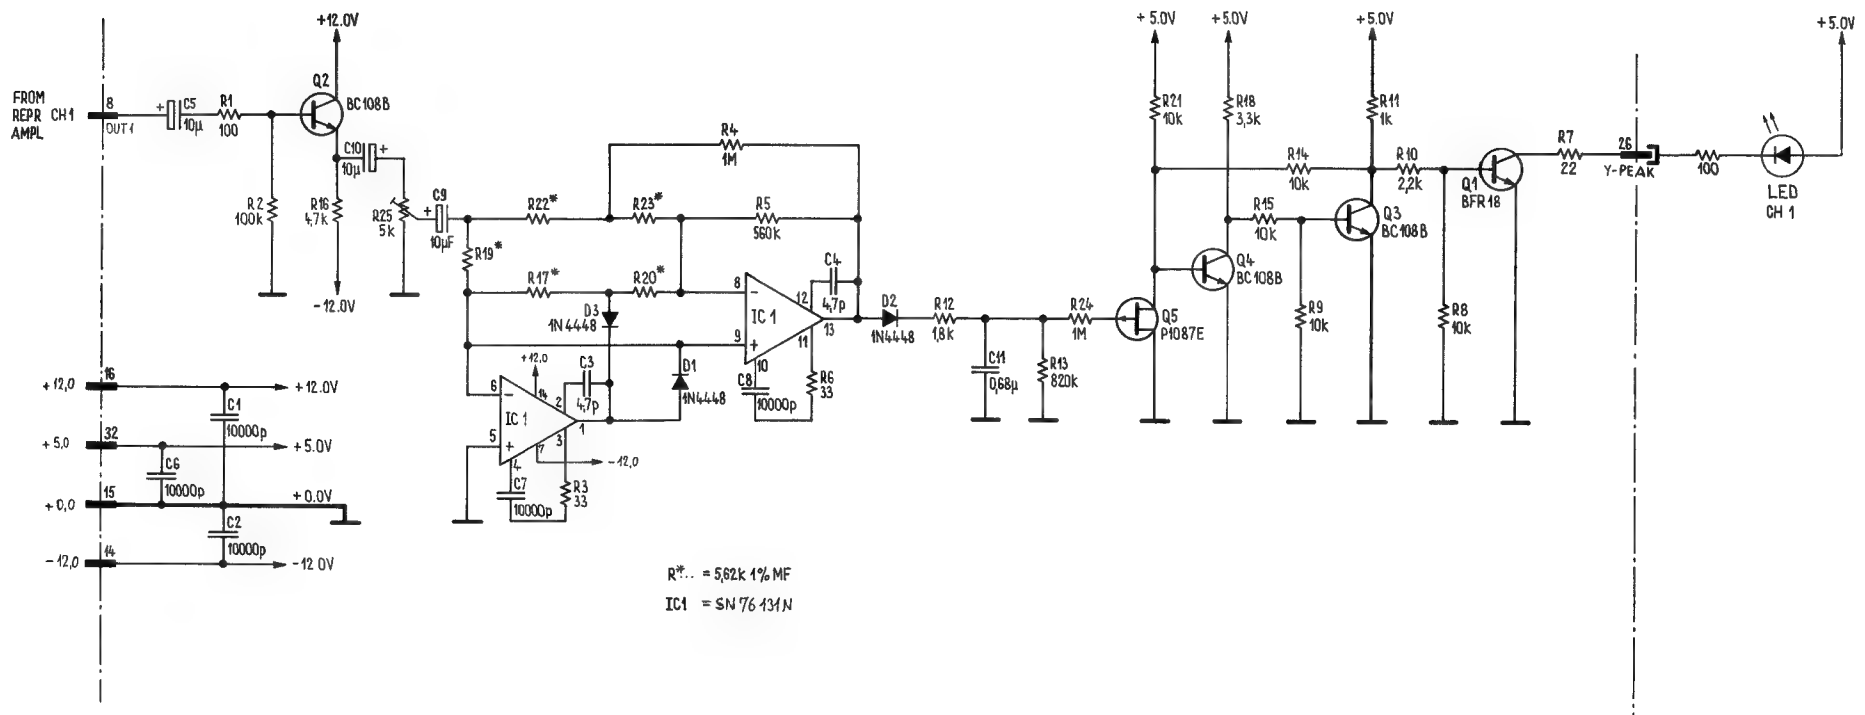 +12.0V
+ 5.0V
+5.0V
+5.0V
+5.0V
FROM
REPR CH1
AMPL
8
OUT1
+
C5
10µ
R1
100
Q2
BC108B
C10
+
10µ
R2
100k
R16
4,7k
R25
5k
-12.0V
+
C9
10µF
R22*
R23*
R4
1M
R5
560k
R19*
R17*
R20*
D3
1N4448
8
-
9
+
IC1
12
13
11
10
C4
4,7p
D1
1N4448
C8
10000p
R6
33
+12,0
6
-
5
+
IC1
14
2
1
3
7
4
C3
4,7p
-12,0
C7
10000p
R3
33
D2
1N4448
R12
1,8k
C11
0,68µ
R13
820k
R24
1M
Q5
P1087E
R21
10k
R18
3,3k
R11
1k
R14
10k
R10
2,2k
R15
10k
Q4
BC108B
Q3
BC108B
R9
10k
R8
10k
Q1
BFR18
R7
22
26
Y-PEAK
100
LED
CH 1
+12,0
16
+12.0V
C1
10000p
+5,0
32
+5.0V
C6
10000p
+0,0
15
+0.0V
C2
10000p
-12,0
14
-12 0V
R*.. = 5,62k 1% MF
IC1 = SN 76 131N